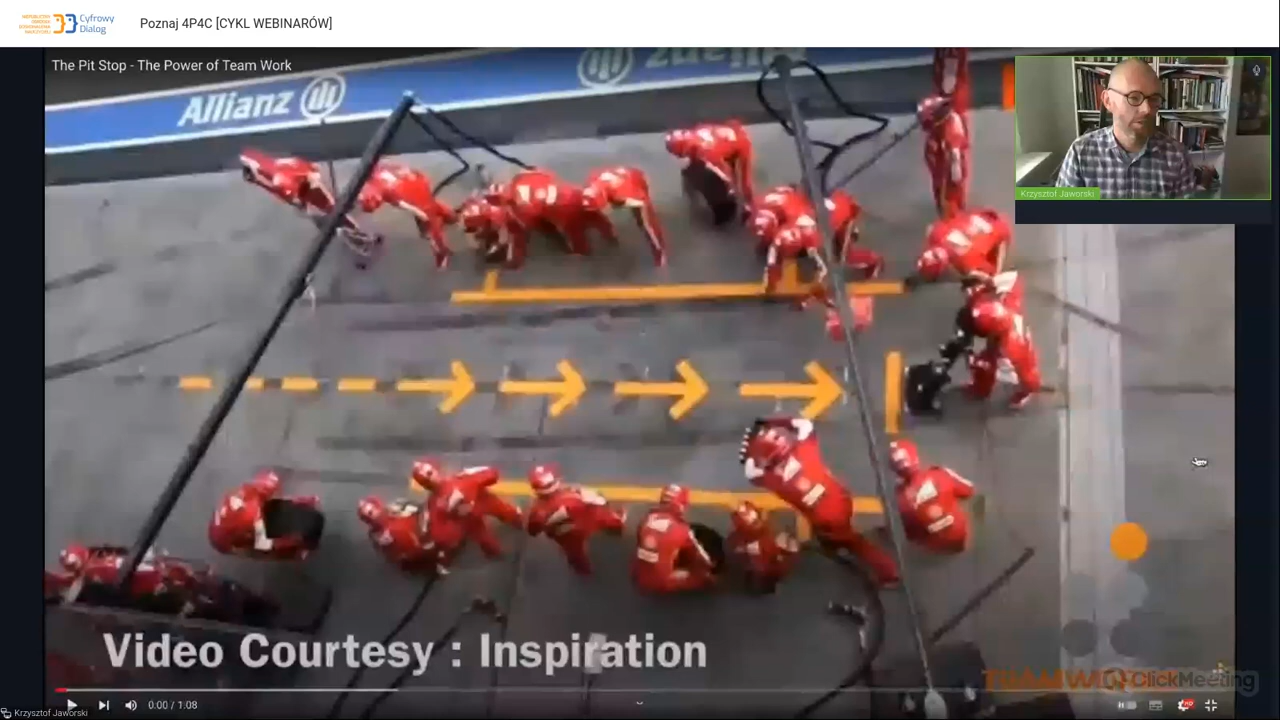 Cyfrowy
Dialog
Poznaj 4P4C [CYKL WEBINARÓW]
The Pit Stop - The Power of Team Work
Allianz
Krzysztof Jaworski
Video Courtesy : Inspiration
ClickMeeting
0:00 / 1:08
Krzysztof Jaworski